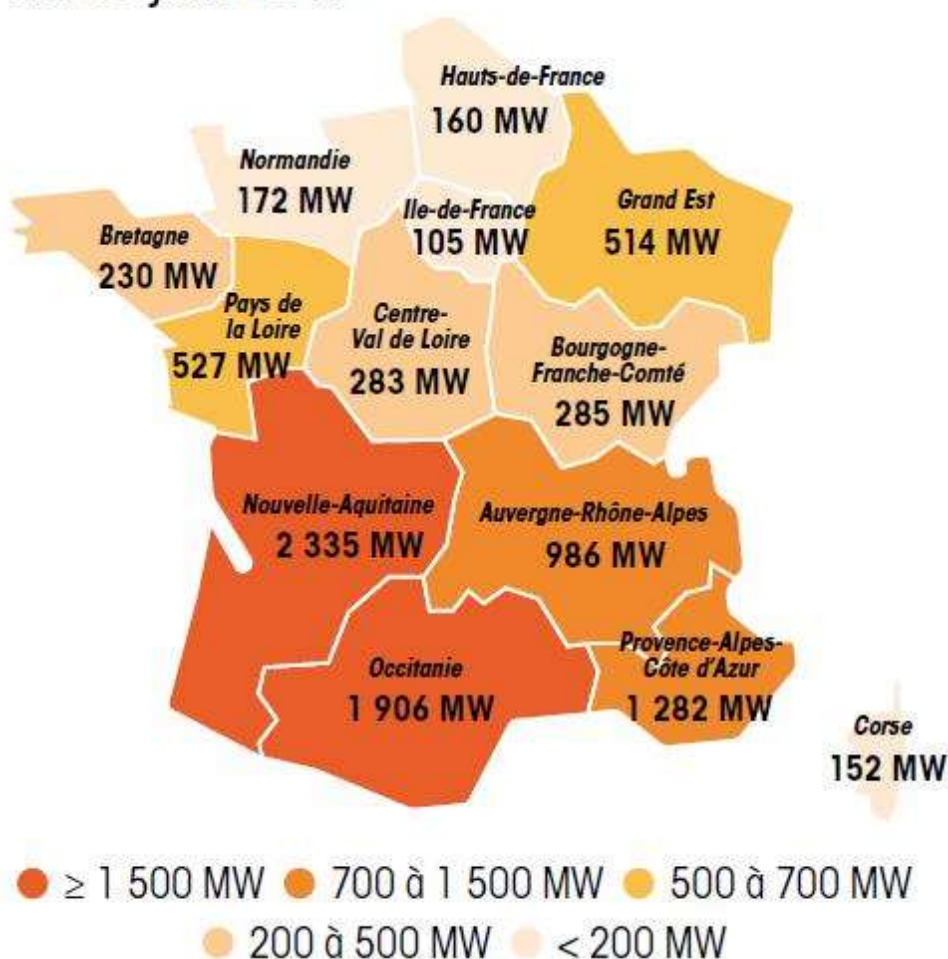 Hauts-de-France
160 MW
Normandie
172 MW
Ile-de-France
105 MW
Grand Est
514 MW
Bretagne
230 MW
Pays de
la Loire
527 MW
Centre-
Val de Loire
283 MW
Bourgogne-
Franche-Comté
285 MW
Nouvelle-Aquitaine
2 335 MW
Auvergne-Rhône-Alpes
986 MW
Occitanie
1 906 MW
Provence-Alpes-
Côte d'Azur
1 282 MW
Corse
152 MW
≥ 1 500 MW
700 à 1 500 MW
500 à 700 MW
200 à 500 MW
< 200 MW